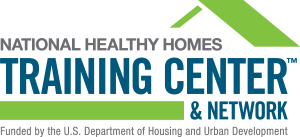 NATIONAL HEALTHY HOMES
TRAINING CENTER™
& NETWORK
Funded by the U.S. Department of Housing and Urban Development